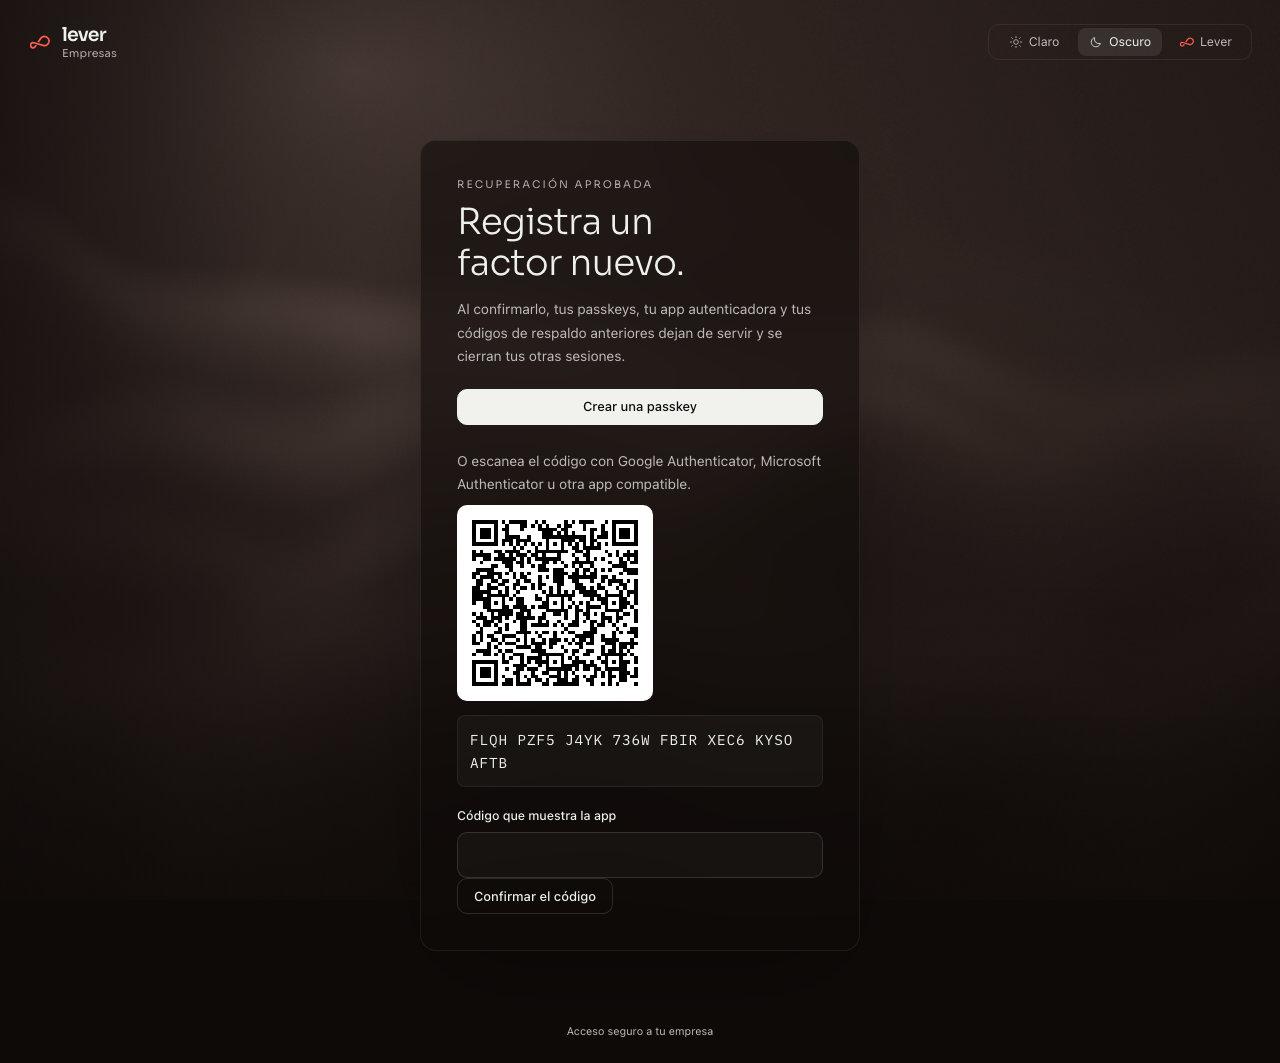 lever
Empresas
Claro
Oscuro
Lever
RECUPERACIÓN APROBADA
Registra un
factor nuevo.
Al confirmarlo, tus passkeys, tu app autenticadora y tus
códigos de respaldo anteriores dejan de servir y se
cierran tus otras sesiones.
Crear una passkey
O escanea el código con Google Authenticator, Microsoft
Authenticator u otra app compatible.
FLQH PZF5 J4YK 736W FBIR XEC6 KYSO
AFTB
Código que muestra la app
Confirmar el código
Acceso seguro a tu empresa